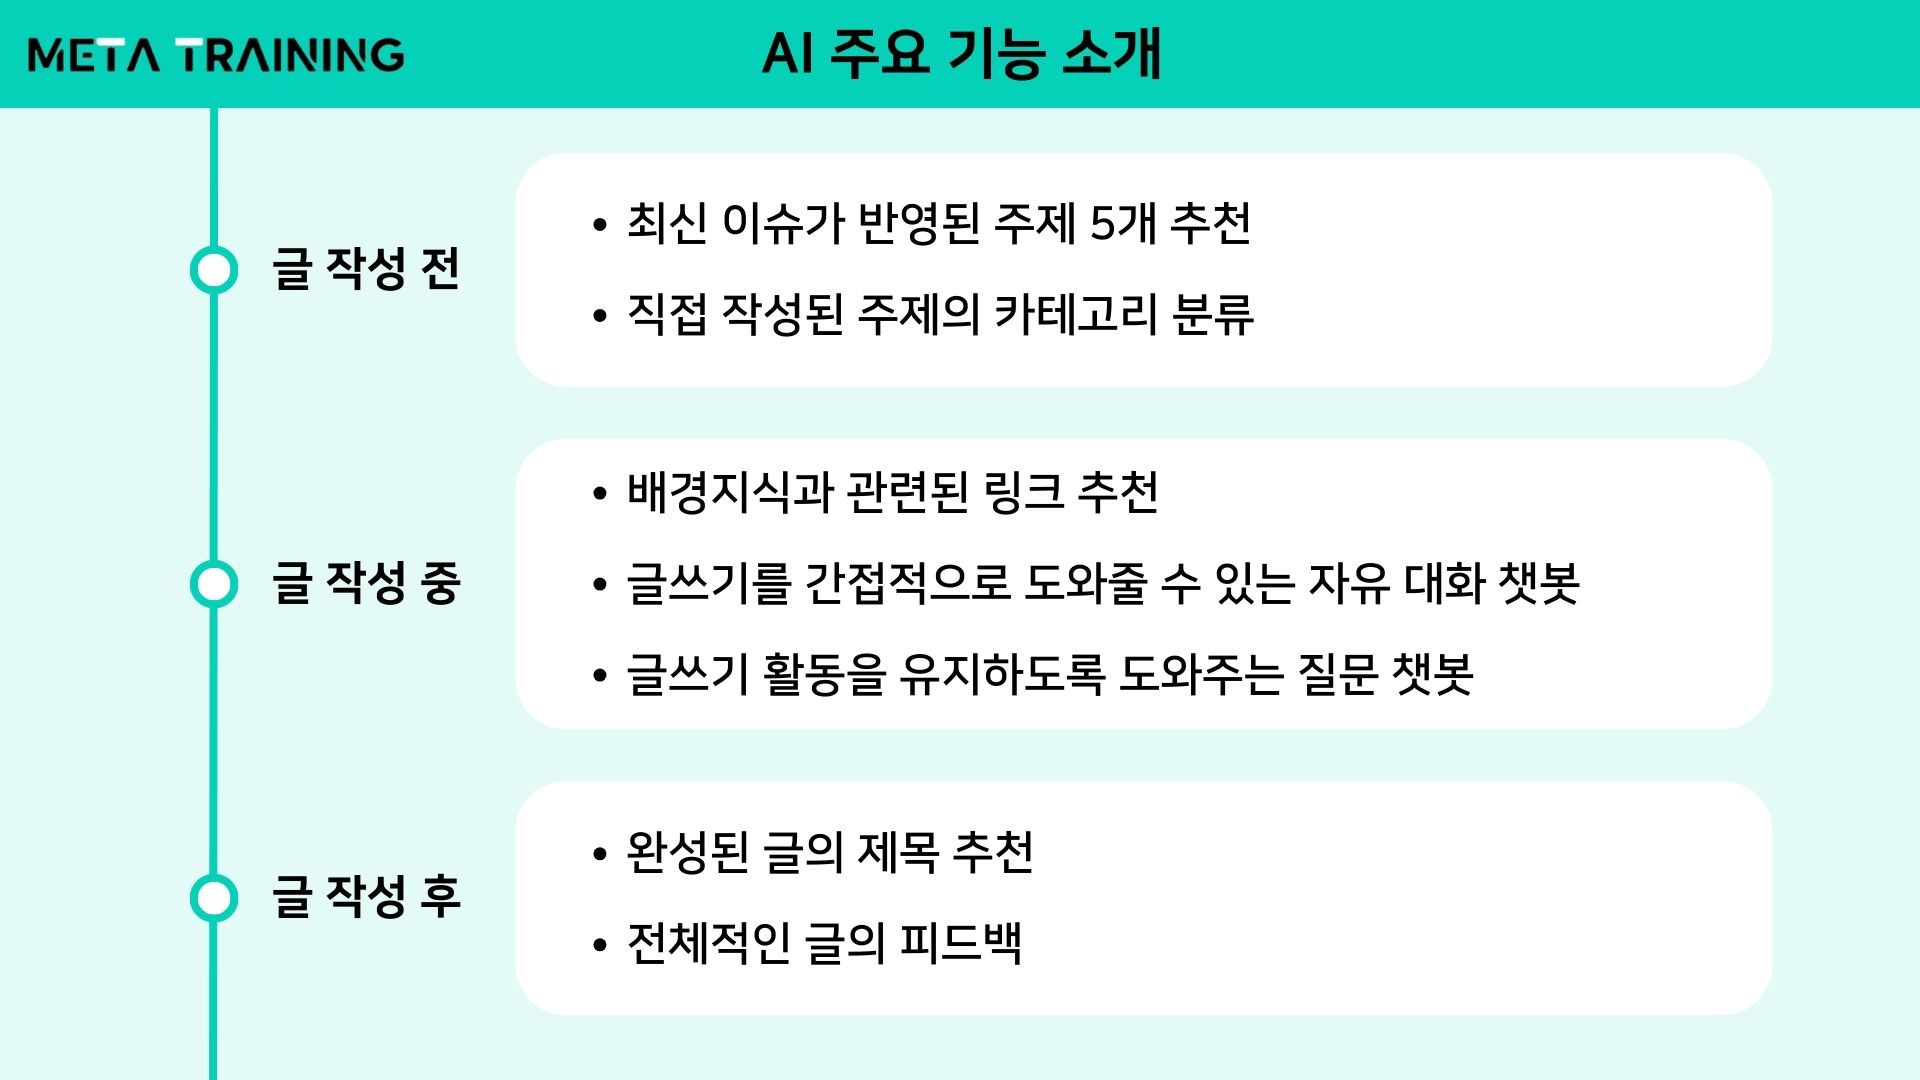 META TRAINING
AI 주요 기능 소개
글 작성 전
• 최신 이슈가 반영된 주제 5개 추천
• 직접 작성된 주제의 카테고리 분류
글 작성 중
• 배경지식과 관련된 링크 추천
• 글쓰기를 간접적으로 도와줄 수 있는 자유 대화 챗봇
• 글쓰기 활동을 유지하도록 도와주는 질문 챗봇
글 작성 후
• 완성된 글의 제목 추천
• 전체적인 글의 피드백